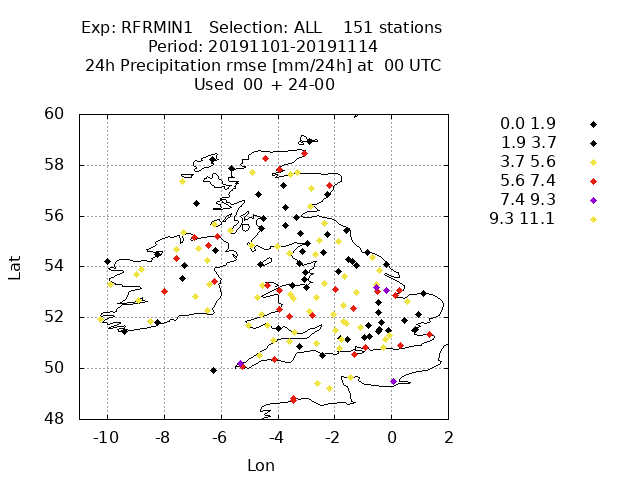 Exp: RFRMIN1 Selection: ALL 151 stations
Period: 20191101-20191114
24h Precipitation rmse [mm/24h] at 00 UTC
Used 00 + 24-00
0.0 1.9
1.9 3.7
3.7 5.6
5.6 7.4
7.4 9.3
9.3 11.1
60
58
56
54
52
50
48
Lat
-10 -8 -6 -4 -2 0 2
Lon